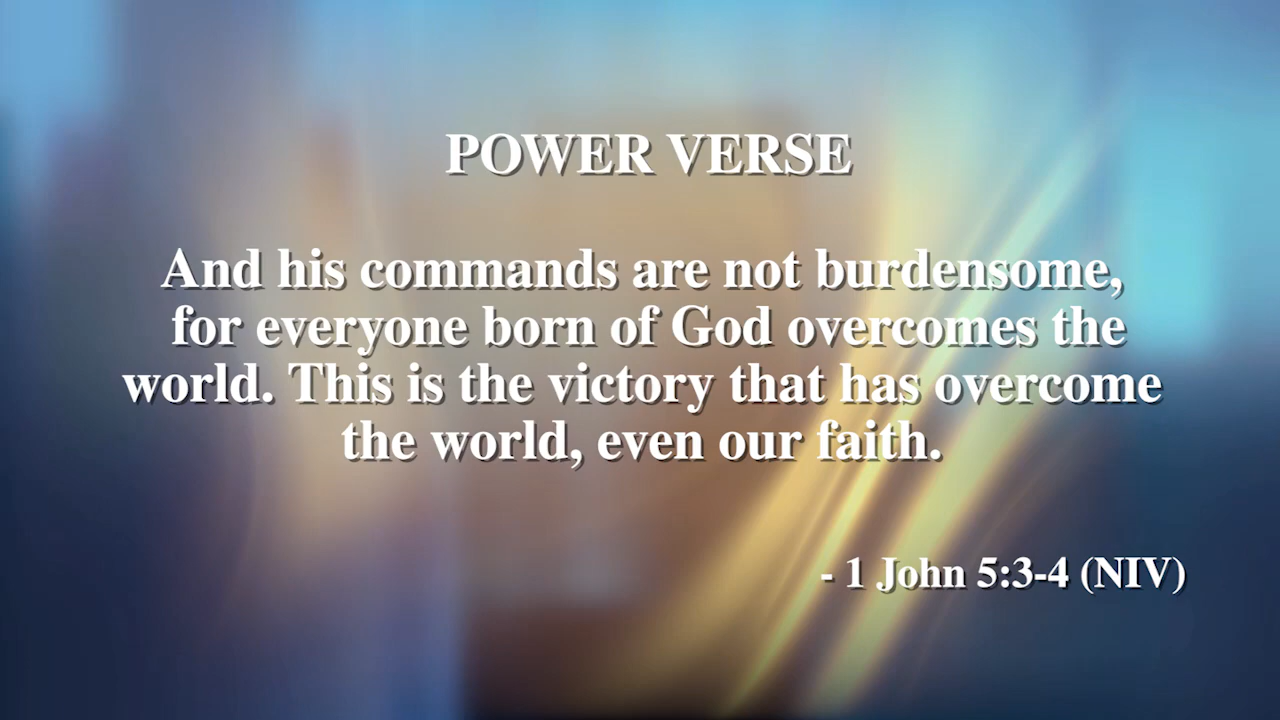 POWER VERSE
And his commands are not burdensome,
for everyone born of God overcomes the
world. This is the victory that has overcome
the world, even our faith.
- 1 John 5:3-4 (NIV)